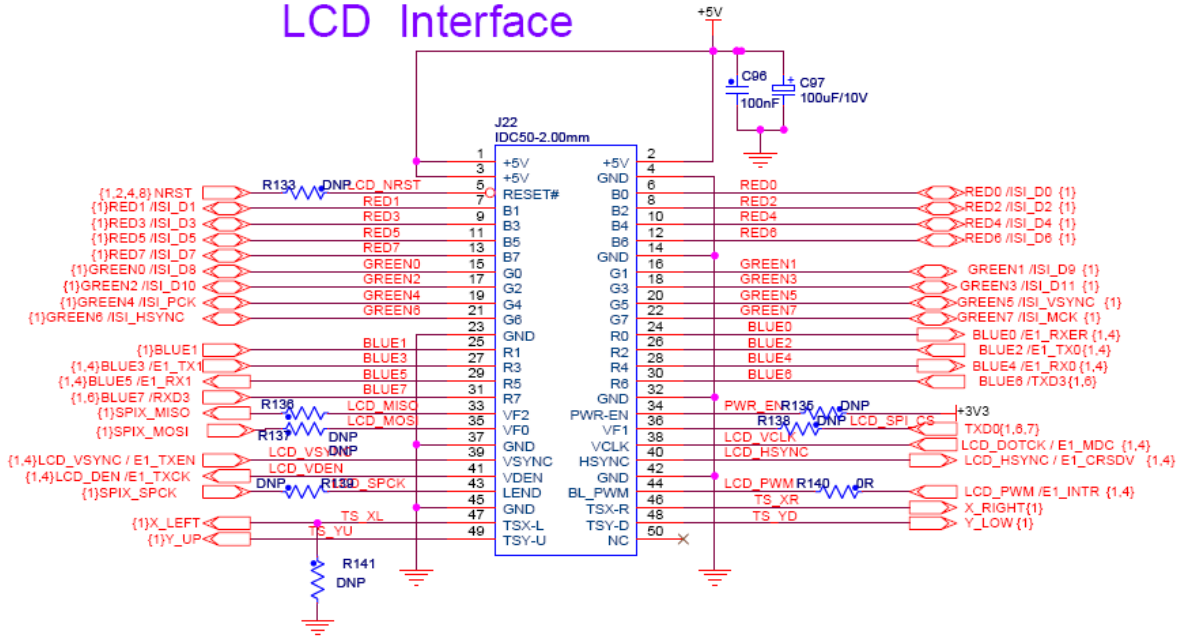 LCD Interface
+5V
C96
100nF
C97
100uF/10V
J22
IDC50-2.00mm
1 +5V +5V 2
3 +5V GND 4
{1,2,4,8} NRST R133 DNP LCD_NRST 5 RESET# B0 6 RED0 RED0 /ISI_D0 {1}
{1}RED1 /ISI_D1 RED1 7 B1 B2 8 RED2 RED2 /ISI_D2 {1}
{1}RED3 /ISI_D3 RED3 9 B3 B4 10 RED4 RED4 /ISI_D4 {1}
{1}RED5 /ISI_D5 RED5 11 B5 B6 12 RED6 RED6 /ISI_D6 {1}
{1}RED7 /ISI_D7 RED7 13 B7 GND 14
{1}GREEN0 /ISI_D8 GREEN0 15 G0 G1 16 GREEN1 GREEN1 /ISI_D9 {1}
{1}GREEN2 /ISI_D10 GREEN2 17 G2 G3 18 GREEN3 GREEN3 /ISI_D11 {1}
{1}GREEN4 /ISI_PCK GREEN4 19 G4 G5 20 GREEN5 GREEN5 /ISI_VSYNC {1}
{1}GREEN6 /ISI_HSYNC GREEN6 21 G6 G7 22 GREEN7 GREEN7 /ISI_MCK {1}
23 GND R0 24 BLUE0 BLUE0 /E1_RXER {1,4}
{1}BLUE1 BLUE1 25 R1 R2 26 BLUE2 BLUE2 /E1_TX0{1,4}
{1,4}BLUE3 /E1_TX1 BLUE3 27 R3 R4 28 BLUE4 BLUE4 /E1_RX0 {1,4}
{1,4}BLUE5 /E1_RX1 BLUE5 29 R5 R6 30 BLUE6 BLUE6 /TXD3{1,6}
{1,6}BLUE7 /RXD3 BLUE7 31 R7 GND 32
{1}SPIX_MISO R136 LCD_MISO 33 VF2 PWR-EN 34 PWR_EN R135 DNP +3V3
{1}SPIX_MOSI R137 DNP LCD_MOSI 35 VF0 VF1 36 R138 DNP LCD_SPI_CS TXD0{1,6,7}
DNP 37 GND VCLK 38 LCD_VCLK LCD_DOTCK / E1_MDC {1,4}
{1,4}LCD_VSYNC / E1_TXEN LCD_VSYNC 39 VSYNC HSYNC 40 LCD_HSYNC LCD_HSYNC / E1_CRSDV {1,4}
{1,4}LCD_DEN /E1_TXCK LCD_VDEN 41 VDEN GND 42
{1}SPIX_SPCK DNP R139 LCD_SPCK 43 LEND BL_PWM 44 LCD_PWM R140 0R LCD_PWM /E1_INTR {1,4}
45 GND TSX-R 46 TS_XR X_RIGHT{1}
{1}X_LEFT TS_XL 47 TSX-L TSY-D 48 TS_YD Y_LOW{1}
{1}Y_UP TS_YU 49 TSY-U NC 50
R141
DNP